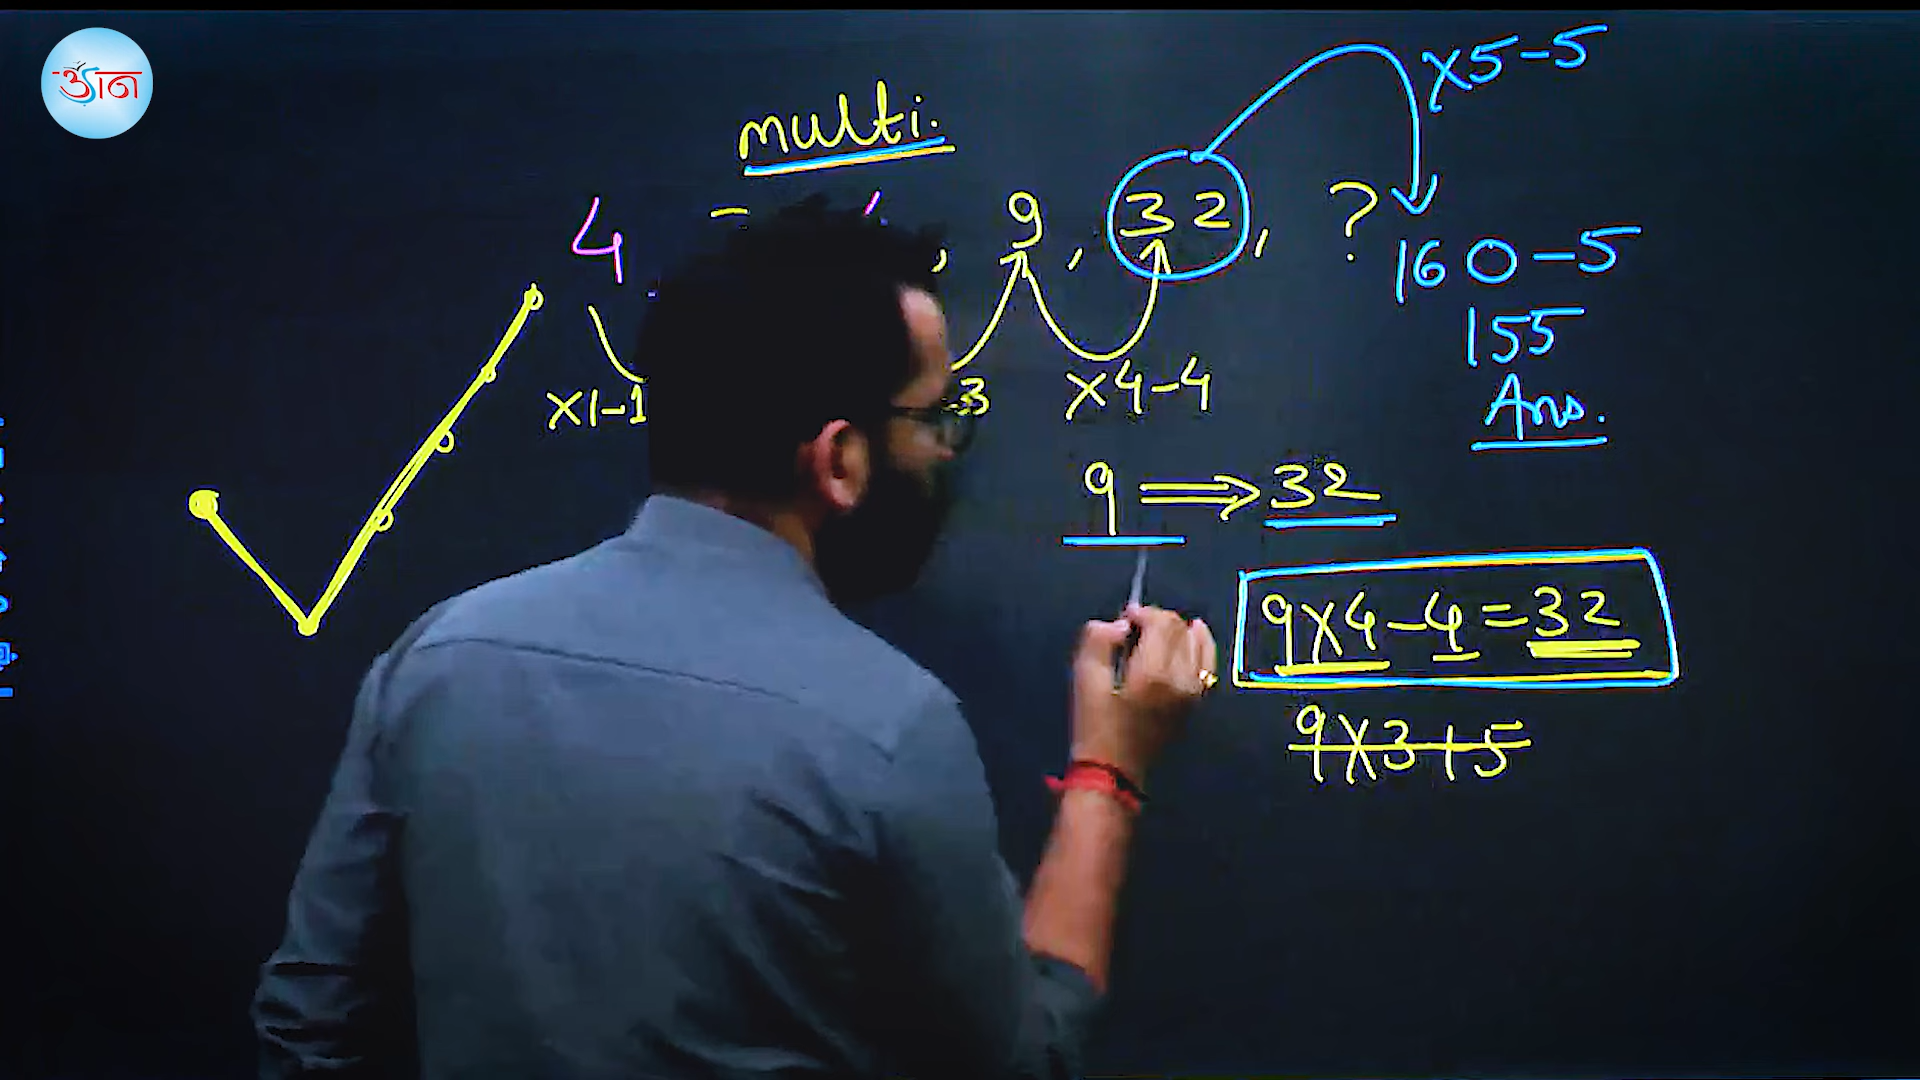 उड़ान
×5-5
multi.
4
, 9, 32, ?
160-5
155
×1-1
3
×4-4
Ans.
9 ⟹ 32
9×4-4=32
9×3+5